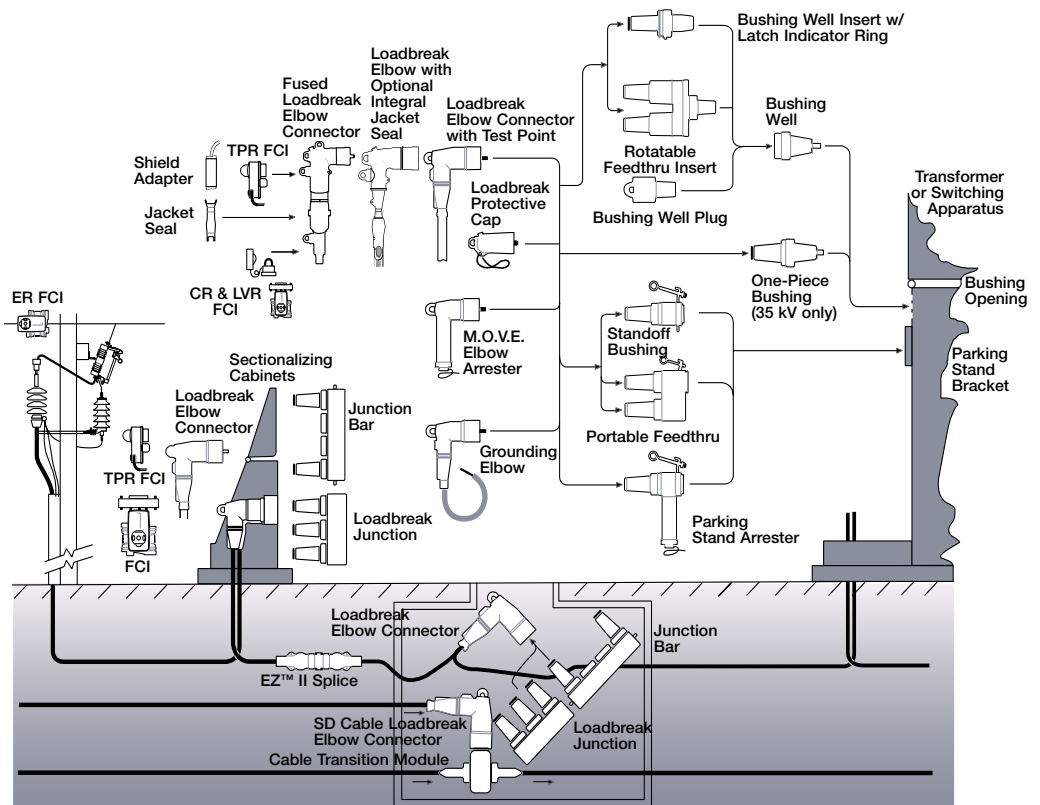 Bushing Well Insert w/
Latch Indicator Ring
Loadbreak
Elbow with
Optional
Integral
Jacket
Seal
Fused
Loadbreak
Elbow
Connector
Loadbreak
Elbow Connector
with Test Point
Bushing
Well
TPR FCI
Shield
Adapter
Rotatable
Feedthru Insert
Transformer
or Switching
Apparatus
Jacket
Seal
Loadbreak
Protective
Cap
Bushing Well Plug
CR & LVR
FCI
One-Piece
Bushing
(35 kV only)
Bushing
Opening
ER FCI
M.O.V.E.
Elbow
Arrester
Standoff
Bushing
Parking
Stand
Bracket
Sectionalizing
Cabinets
Loadbreak
Elbow
Connector
Junction
Bar
Portable Feedthru
Grounding
Elbow
TPR FCI
Loadbreak
Junction
Parking
Stand Arrester
FCI
Loadbreak
Elbow Connector
Junction
Bar
EZ™ II Splice
SD Cable Loadbreak
Elbow Connector
Loadbreak
Junction
Cable Transition Module